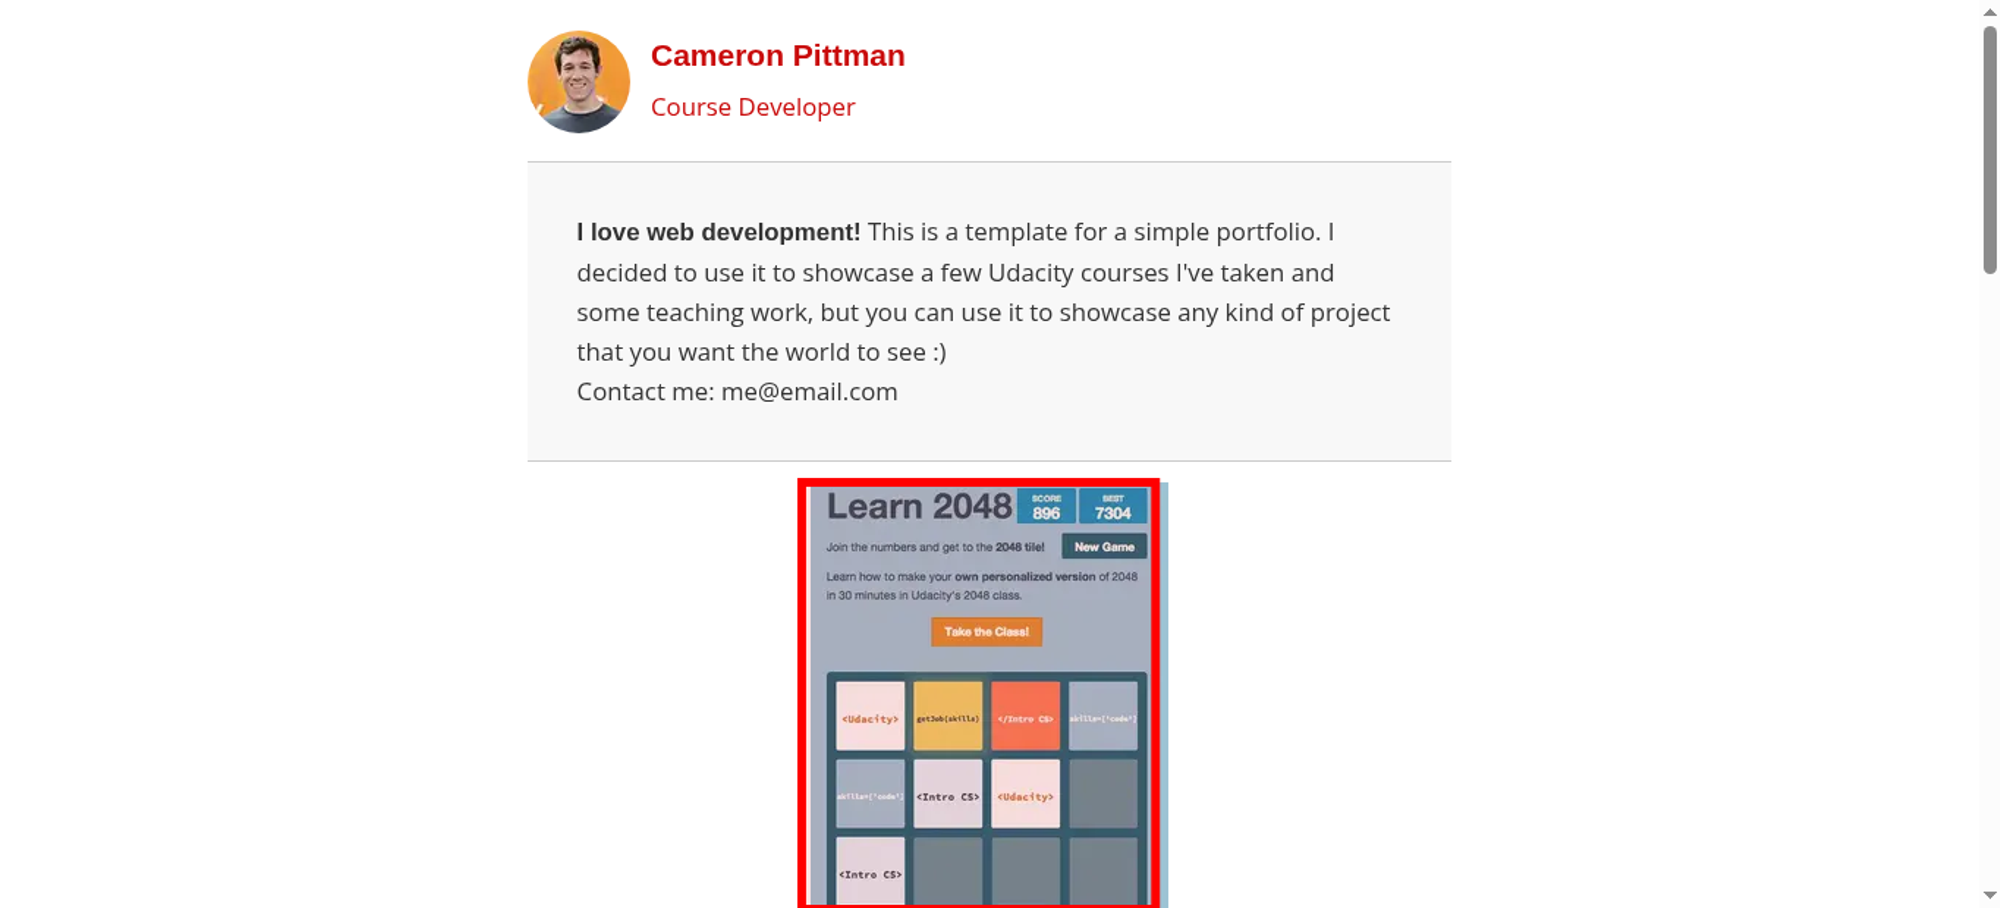 Cameron Pittman
Course Developer
I love web development! This is a template for a simple portfolio. I
decided to use it to showcase a few Udacity courses I've taken and
some teaching work, but you can use it to showcase any kind of project
that you want the world to see :)
Contact me: me@email.com
Learn 2048
SCORE
896
BEST
7304
Join the numbers and get to the 2048 tile!
New Game
Learn how to make your own personalized version of 2048
in 30 minutes in Udacity's 2048 class.
Take the Class!
<Udacity> getJob(skills) </Intro CS> skills=['code']
skills=['code'] <Intro CS> <Udacity>
<Intro CS>